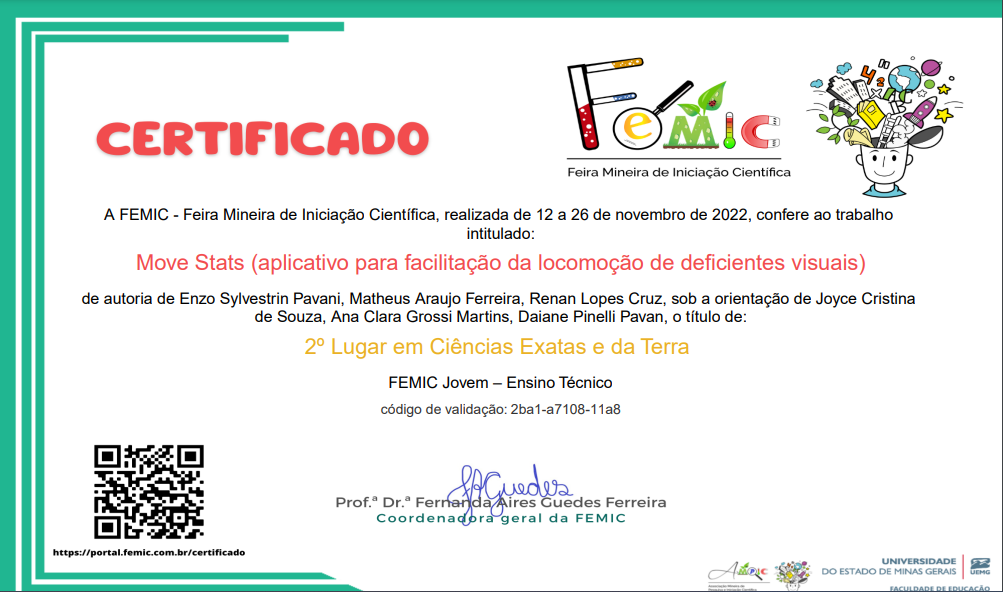 CERTIFICADO
FEMIC
Feira Mineira de Iniciação Científica
A FEMIC - Feira Mineira de Iniciação Científica, realizada de 12 a 26 de novembro de 2022, confere ao trabalho
intitulado:
Move Stats (aplicativo para facilitação da locomoção de deficientes visuais)
de autoria de Enzo Sylvestrin Pavani, Matheus Araujo Ferreira, Renan Lopes Cruz, sob a orientação de Joyce Cristina
de Souza, Ana Clara Grossi Martins, Daiane Pinelli Pavan, o título de:
2º Lugar em Ciências Exatas e da Terra
FEMIC Jovem – Ensino Técnico
código de validação: 2ba1-a7108-11a8
Guedes
Prof.ª Dr.ª Fernanda Aires Guedes Ferreira
Coordenadora geral da FEMIC
https://portal.femic.com.br/certificado
UNIVERSIDADE
DO ESTADO DE MINAS GERAIS
UEMG
FACULDADE DE EDUCAÇÃO